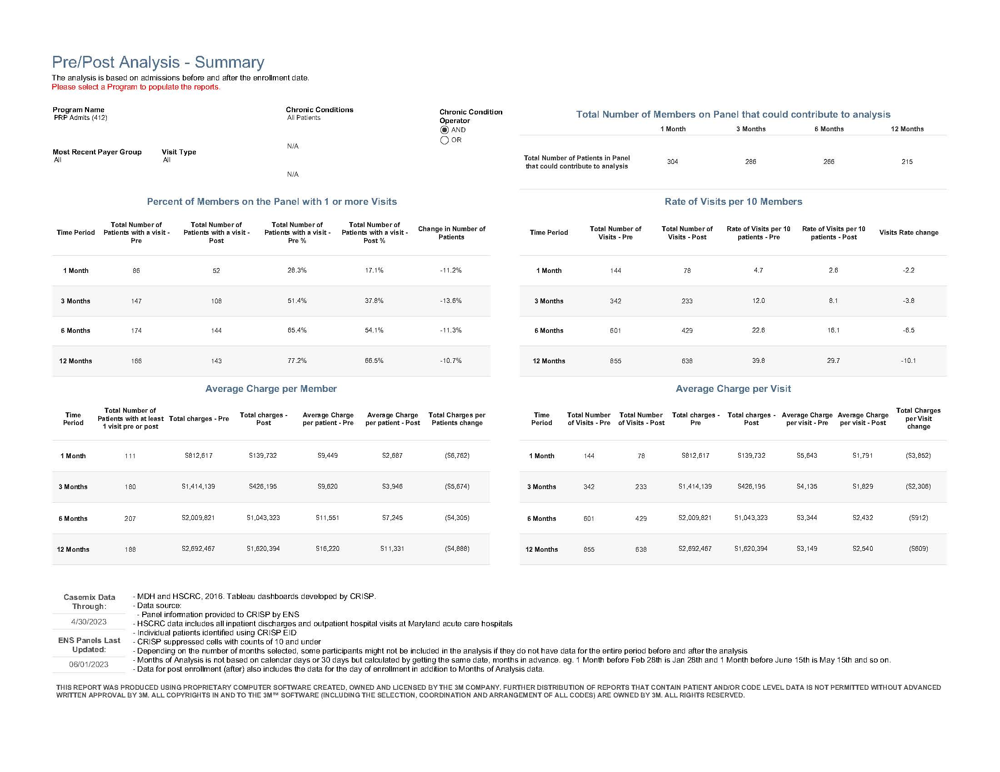 Pre/Post Analysis - Summary
The analysis is based on admissions before and after the enrollment date.
Please select a Program to populate the reports.
Program Name
PRP Admits (412)
Most Recent Payer Group
All
Visit Type
All
Chronic Conditions
All Patients
N/A
N/A
Chronic Condition
Operator
AND
OR
Total Number of Members on Panel that could contribute to analysis
1 Month 3 Months 6 Months 12 Months
Total Number of Patients in Panel
that could contribute to analysis
304 286 266 215
Percent of Members on the Panel with 1 or more Visits
Time Period
Total Number of
Patients with a visit -
Pre
Total Number of
Patients with a visit -
Post
Total Number of
Patients with a visit -
Pre %
Total Number of
Patients with a visit -
Post %
Change in Number of
Patients
1 Month 86 52 28.3% 17.1% -11.2%
3 Months 147 108 51.4% 37.8% -13.6%
6 Months 174 144 65.4% 54.1% -11.3%
12 Months 166 143 77.2% 66.5% -10.7%
Rate of Visits per 10 Members
Time Period
Total Number of
Visits - Pre
Total Number of
Visits - Post
Rate of Visits per 10
patients - Pre
Rate of Visits per 10
patients - Post
Visits Rate change
1 Month 144 78 4.7 2.6 -2.2
3 Months 342 233 12.0 8.1 -3.8
6 Months 601 429 22.6 16.1 -6.5
12 Months 855 638 39.8 29.7 -10.1
Average Charge per Member
Time
Period
Total Number of
Patients with at least
1 visit pre or post
Total charges - Pre
Total charges -
Post
Average Charge
per patient - Pre
Average Charge
per patient - Post
Total Charges per
Patients change
1 Month 111 $812,617 $139,732 $9,449 $2,687 ($6,762)
3 Months 180 $1,414,139 $426,195 $9,620 $3,946 ($5,674)
6 Months 207 $2,009,821 $1,043,323 $11,551 $7,245 ($4,305)
12 Months 188 $2,692,467 $1,620,394 $16,220 $11,331 ($4,888)
Average Charge per Visit
Time
Period
Total Number
of Visits - Pre
Total Number
of Visits - Post
Total charges -
Pre
Total charges -
Post
Average Charge
per visit - Pre
Average Charge
per visit - Post
Total Charges
per Visit
change
1 Month 144 78 $812,617 $139,732 $5,643 $1,791 ($3,852)
3 Months 342 233 $1,414,139 $426,195 $4,135 $1,829 ($2,306)
6 Months 601 429 $2,009,821 $1,043,323 $3,344 $2,432 ($912)
12 Months 855 638 $2,692,467 $1,620,394 $3,149 $2,540 ($609)
Casemix Data
Through:
4/30/2023
ENS Panels Last
Updated:
06/01/2023
- MDH and HSCRC, 2016. Tableau dashboards developed by CRISP.
- Data source:
- Panel information provided to CRISP by ENS
- HSCRC data includes all inpatient discharges and outpatient hospital visits at Maryland acute care hospitals
- Individual patients identified using CRISP EID
- CRISP suppressed cells with counts of 10 and under
- Depending on the number of months selected, some participants might not be included in the analysis if they do not have data for the entire period before and after the analysis
- Months of Analysis is not based on calendar days or 30 days but calculated by getting the same date, months in advance. eg. 1 Month before Feb 28th is Jan 28th and 1 Month before June 15th is May 15th and so on.
- Data for post enrollment (after) also includes the data for the day of enrollment in addition to Months of Analysis data.
THIS REPORT WAS PRODUCED USING PROPRIETARY COMPUTER SOFTWARE CREATED, OWNED AND LICENSED BY THE 3M COMPANY. FURTHER DISTRIBUTION OF REPORTS THAT CONTAIN PATIENT AND/OR CODE LEVEL DATA IS NOT PERMITTED WITHOUT ADVANCED
WRITTEN APPROVAL BY 3M. ALL COPYRIGHTS IN AND TO THE 3M™ SOFTWARE (INCLUDING THE SELECTION, COORDINATION AND ARRANGEMENT OF ALL CODES) ARE OWNED BY 3M. ALL RIGHTS RESERVED.